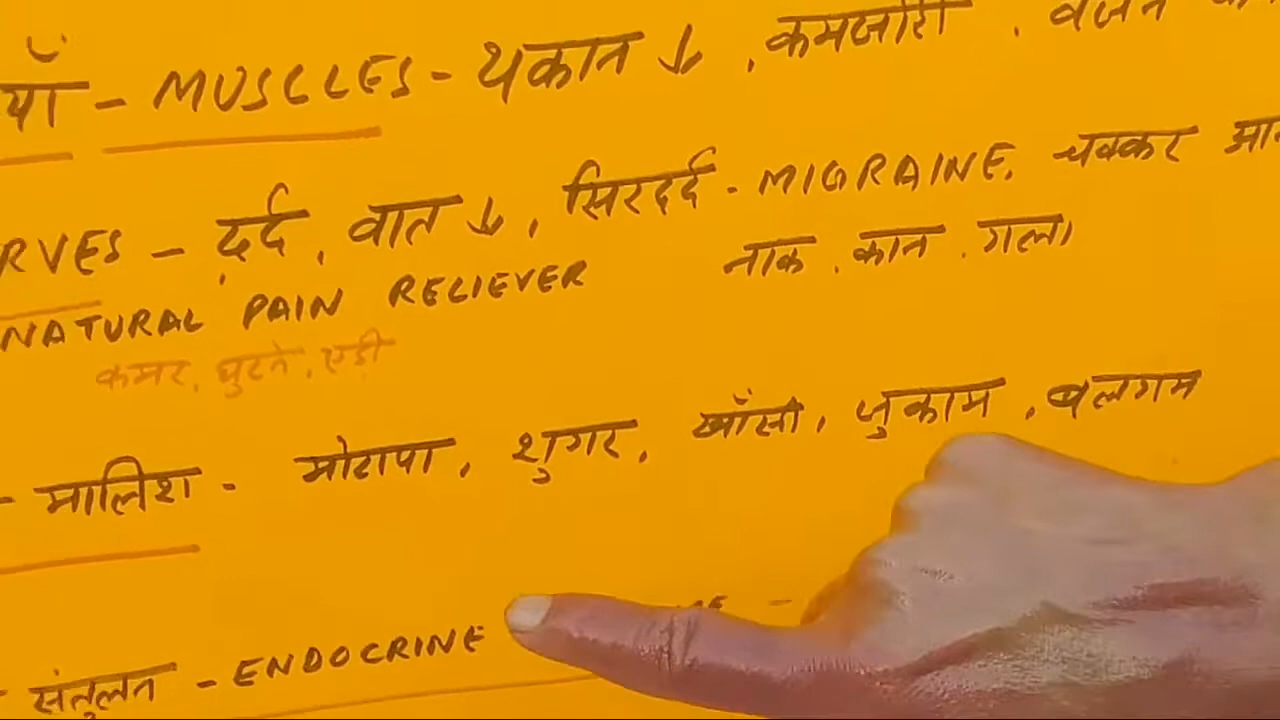 याँ - MUSCLES - थकान ↓, कमजोरी, वजन
RVES - दर्द, वात ↓, सिरदर्द - MIGRAINE, चक्कर
NATURAL PAIN RELIEVER नाक, कान, गला
कमर, घुटने, एडी
- मालिश - मोटापा, शुगर, खाँसी, जुकाम, बलगम
संतुलन - ENDOCRINE